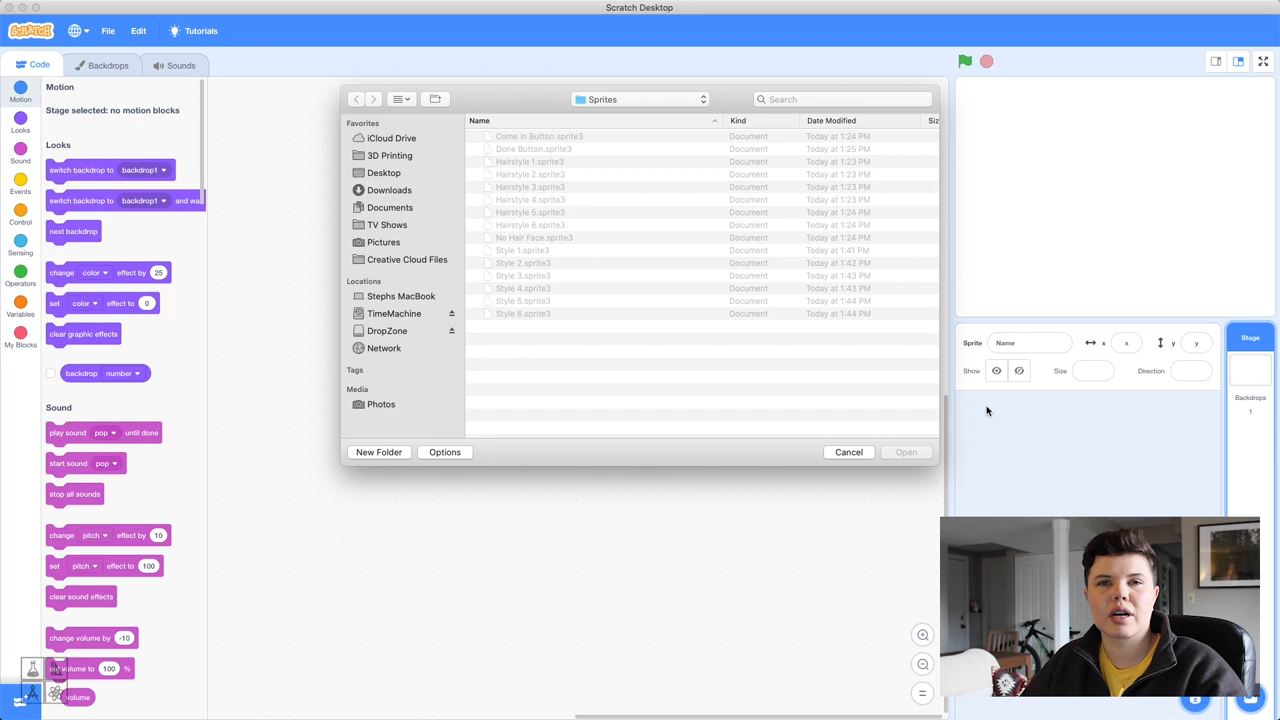 Scratch Desktop
SCRATCH File Edit Tutorials
Code Backdrops Sounds
Motion
Looks
Sound
Events
Control
Sensing
Operators
Variables
My Blocks
Motion
Stage selected: no motion blocks
Looks
switch backdrop to backdrop1
switch backdrop to backdrop1 and wa
next backdrop
change color effect by 25
set color effect to 0
clear graphic effects
backdrop number
Sound
play sound pop until done
start sound pop
stop all sounds
change pitch effect by 10
set pitch effect to 100
clear sound effects
change volume by -10
volume to 100 %
volume
Sprites
Search
Favorites
iCloud Drive
3D Printing
Desktop
Downloads
Documents
TV Shows
Pictures
Creative Cloud Files
Locations
Stephs MacBook
TimeMachine
DropZone
Network
Tags
Media
Photos
Name Kind Date Modified Siz
Come In Button.sprite3 Document Today at 1:24 PM
Done Button.sprite3 Document Today at 1:25 PM
Hairstyle 1.sprite3 Document Today at 1:23 PM
Hairstyle 2.sprite3 Document Today at 1:23 PM
Hairstyle 3.sprite3 Document Today at 1:23 PM
Hairstyle 4.sprite3 Document Today at 1:23 PM
Hairstyle 5.sprite3 Document Today at 1:24 PM
Hairstyle 6.sprite3 Document Today at 1:24 PM
No Hair Face.sprite3 Document Today at 1:24 PM
Style 1.sprite3 Document Today at 1:41 PM
Style 2.sprite3 Document Today at 1:42 PM
Style 3.sprite3 Document Today at 1:43 PM
Style 4.sprite3 Document Today at 1:43 PM
Style 5.sprite3 Document Today at 1:44 PM
Style 6.sprite3 Document Today at 1:44 PM
New Folder Options Cancel Open
Sprite Name x x y y
Show Size Direction
Stage
Backdrops
1